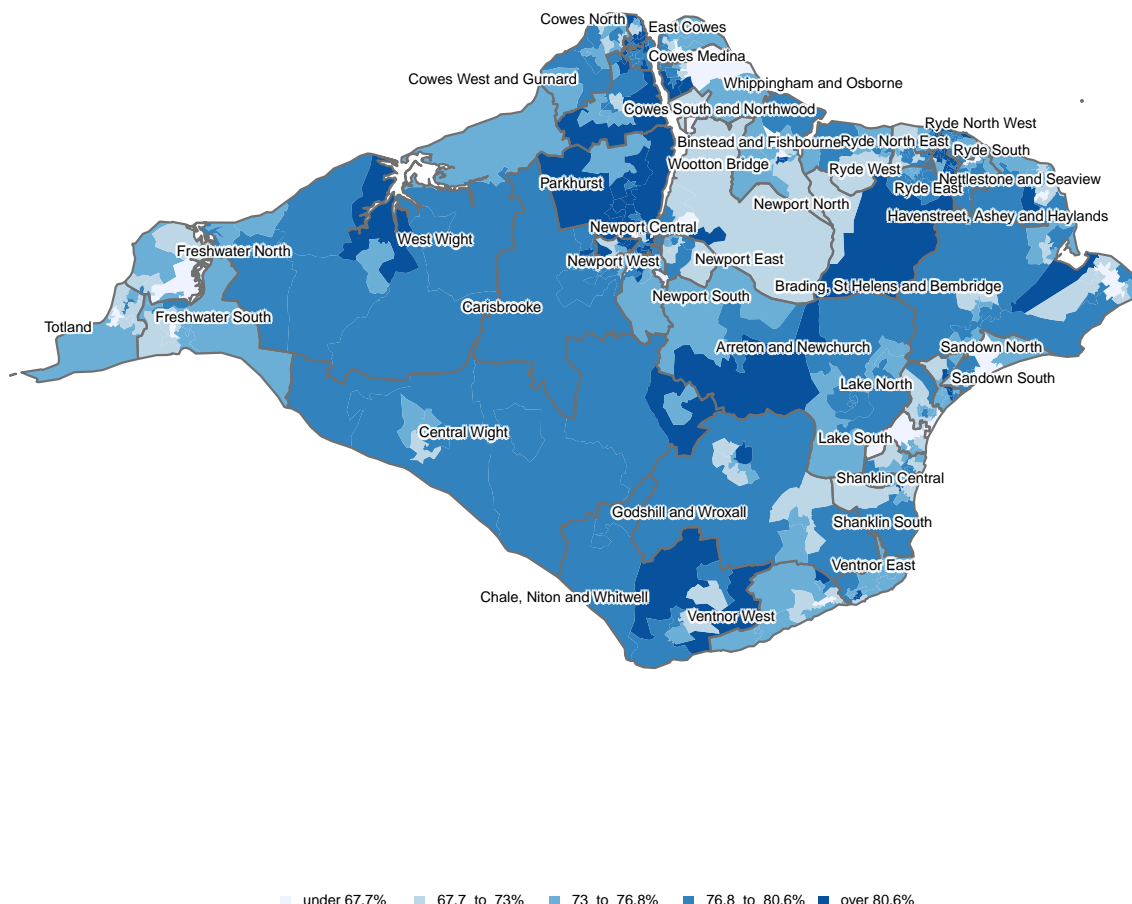 Cowes North
East Cowes
Cowes Medina
Cowes West and Gurnard
Whippingham and Osborne
Cowes South and Northwood
Ryde North West
Binstead and Fishbourne
Ryde North East
Ryde South
Wootton Bridge
Ryde West
Parkhurst
Nettlestone and Seaview
Ryde East
Newport North
Havenstreet, Ashey and Haylands
Newport Central
West Wight
Freshwater North
Newport West
Newport East
Brading, St Helens and Bembridge
Newport South
Carisbrooke
Freshwater South
Totland
Arreton and Newchurch
Sandown North
Sandown South
Lake North
Central Wight
Lake South
Shanklin Central
Godshill and Wroxall
Shanklin South
Ventnor East
Chale, Niton and Whitwell
Ventnor West
under 67.7% 67.7 to 73% 73 to 76.8% 76.8 to 80.6% over 80.6%